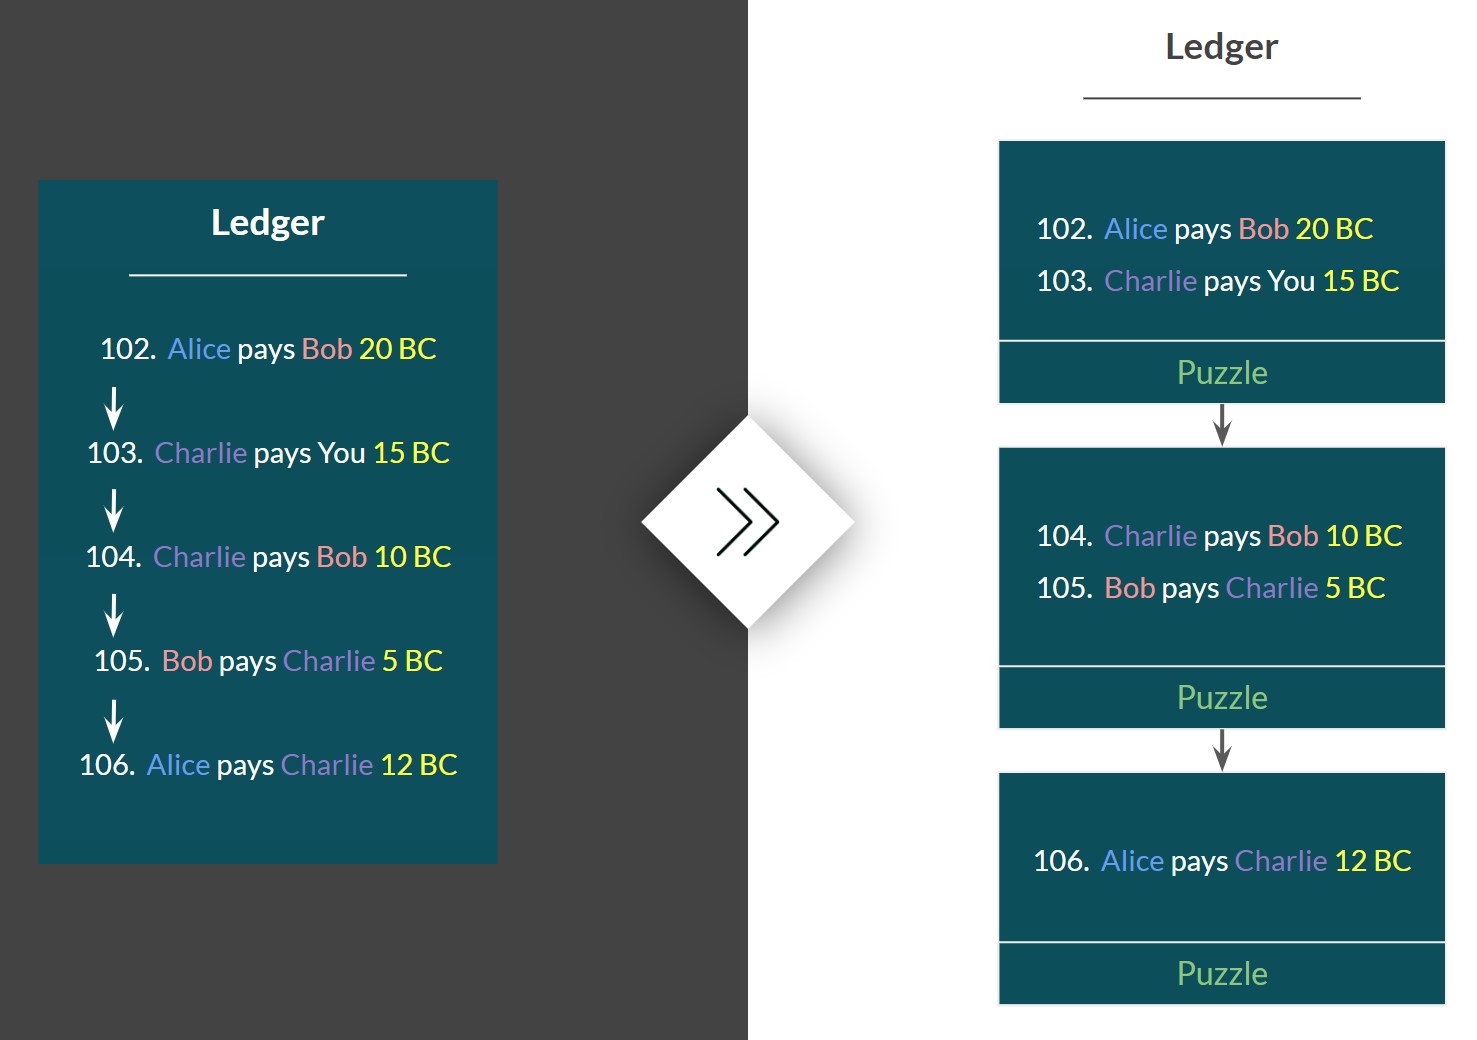 Ledger
102. Alice pays Bob 20 BC
103. Charlie pays You 15 BC
104. Charlie pays Bob 10 BC
105. Bob pays Charlie 5 BC
106. Alice pays Charlie 12 BC
Ledger
102. Alice pays Bob 20 BC
103. Charlie pays You 15 BC
Puzzle
104. Charlie pays Bob 10 BC
105. Bob pays Charlie 5 BC
Puzzle
106. Alice pays Charlie 12 BC
Puzzle